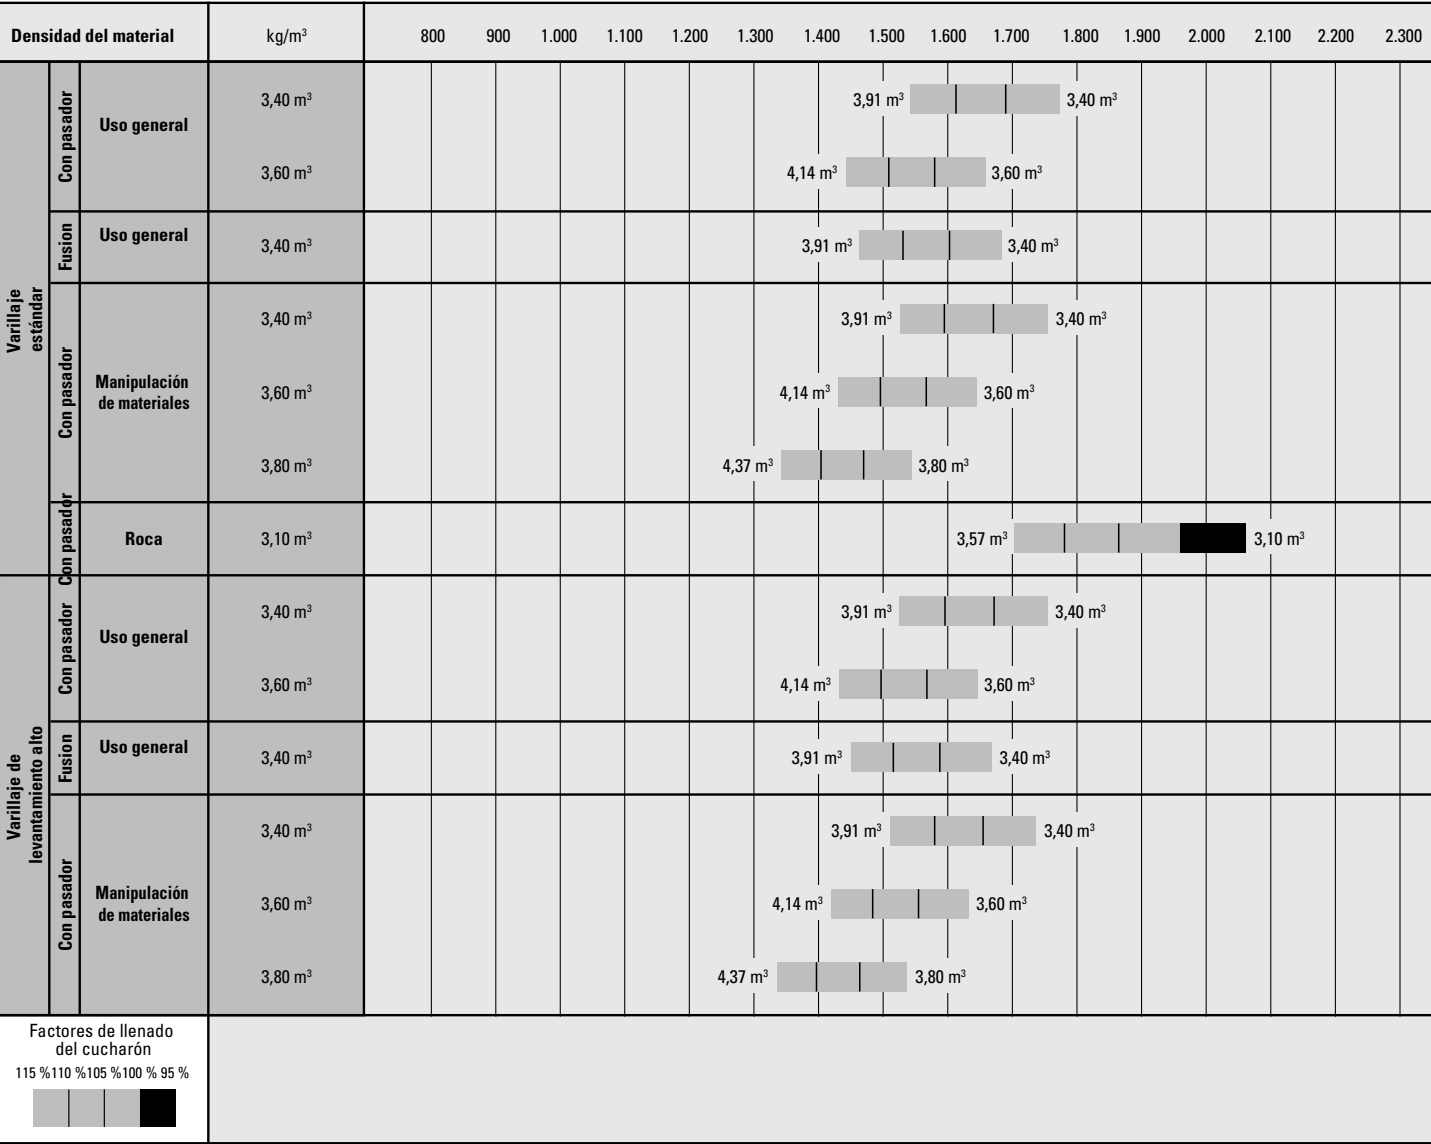 Densidad del material kg/m³ 800 900 1.000 1.100 1.200 1.300 1.400 1.500 1.600 1.700 1.800 1.900 2.000 2.100 2.200 2.300
Varillaje
estándar
Con pasador
Uso general
3,40 m³ 3,91 m³ 3,40 m³
3,60 m³ 4,14 m³ 3,60 m³
Fusion
Uso general
3,40 m³ 3,91 m³ 3,40 m³
Con pasador
Manipulación
de materiales
3,40 m³ 3,91 m³ 3,40 m³
3,60 m³ 4,14 m³ 3,60 m³
3,80 m³ 4,37 m³ 3,80 m³
Con pasador
Roca 3,10 m³ 3,57 m³ 3,10 m³
Varillaje de
levantamiento alto
Con pasador
Uso general
3,40 m³ 3,91 m³ 3,40 m³
3,60 m³ 4,14 m³ 3,60 m³
Fusion
Uso general
3,40 m³ 3,91 m³ 3,40 m³
Con pasador
Manipulación
de materiales
3,40 m³ 3,91 m³ 3,40 m³
3,60 m³ 4,14 m³ 3,60 m³
3,80 m³ 4,37 m³ 3,80 m³
Factores de llenado
del cucharón
115 % 110 % 105 % 100 % 95 %